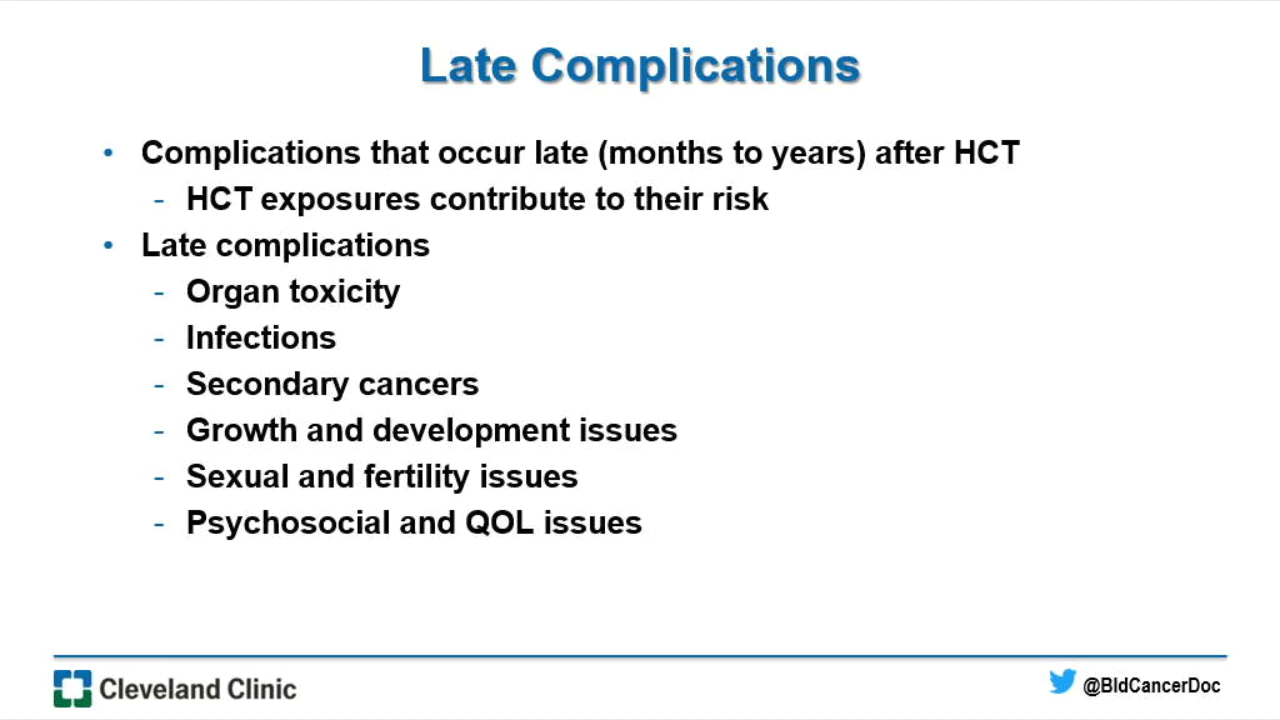 Late Complications
• Complications that occur late (months to years) after HCT
- HCT exposures contribute to their risk
• Late complications
- Organ toxicity
- Infections
- Secondary cancers
- Growth and development issues
- Sexual and fertility issues
- Psychosocial and QOL issues
Cleveland Clinic
@BldCancerDoc